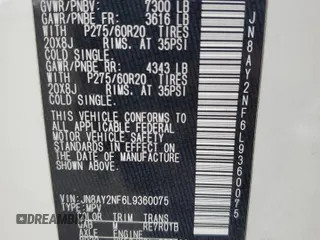 GVWR/PNBV: 7300 LB
GAWR/PNBE FR: 3616 LB
WITH P275/60R20 TIRES
20X8J RIMS. AT 35PSI
COLD SINGLE
GAWR/PNBE RR: 4343 LB
WITH P275/60R20 TIRES
20X8J RIMS. AT 35PSI
COLD SINGLE
THIS VEHICLE CONFORMS
TO ALL APPLICABLE FEDERAL
MOTOR VEHICLE SAFETY
STANDARDS IN EFFECT ON
THE DATE OF MANUFACTURE
SHOWN ABOVE.
VIN: JN8AY2NF6L9360075
TYPE: MPV
COLOR TRIM TRANS
QAB M RE7R01B
JN8AY2NF6L9360075